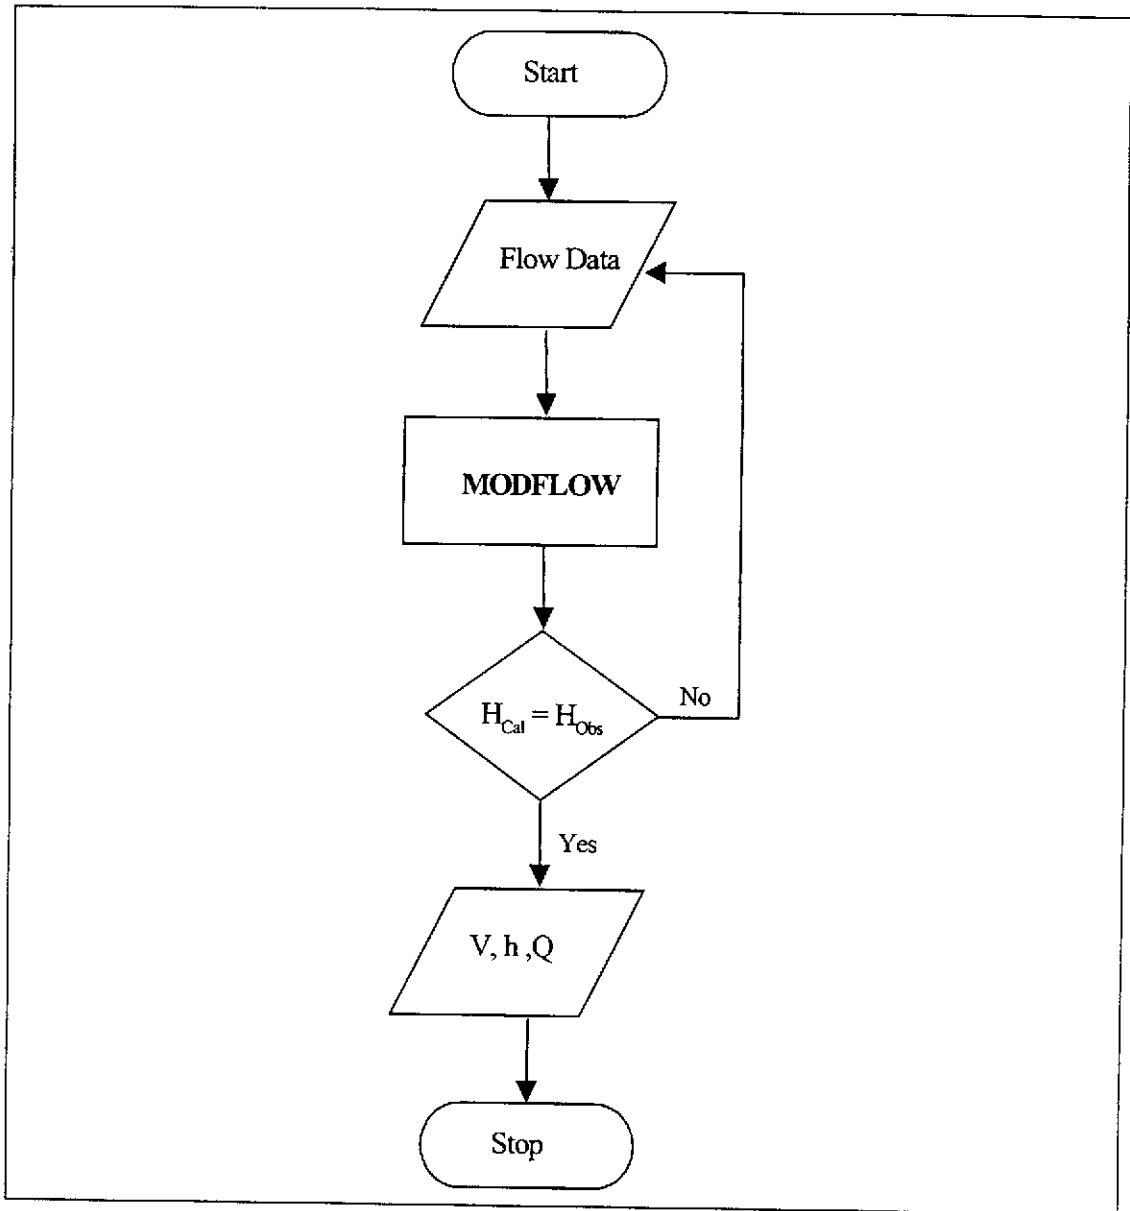 Start
Flow Data
MODFLOW
H_Cal = H_Obs
No
Yes
V, h ,Q
Stop